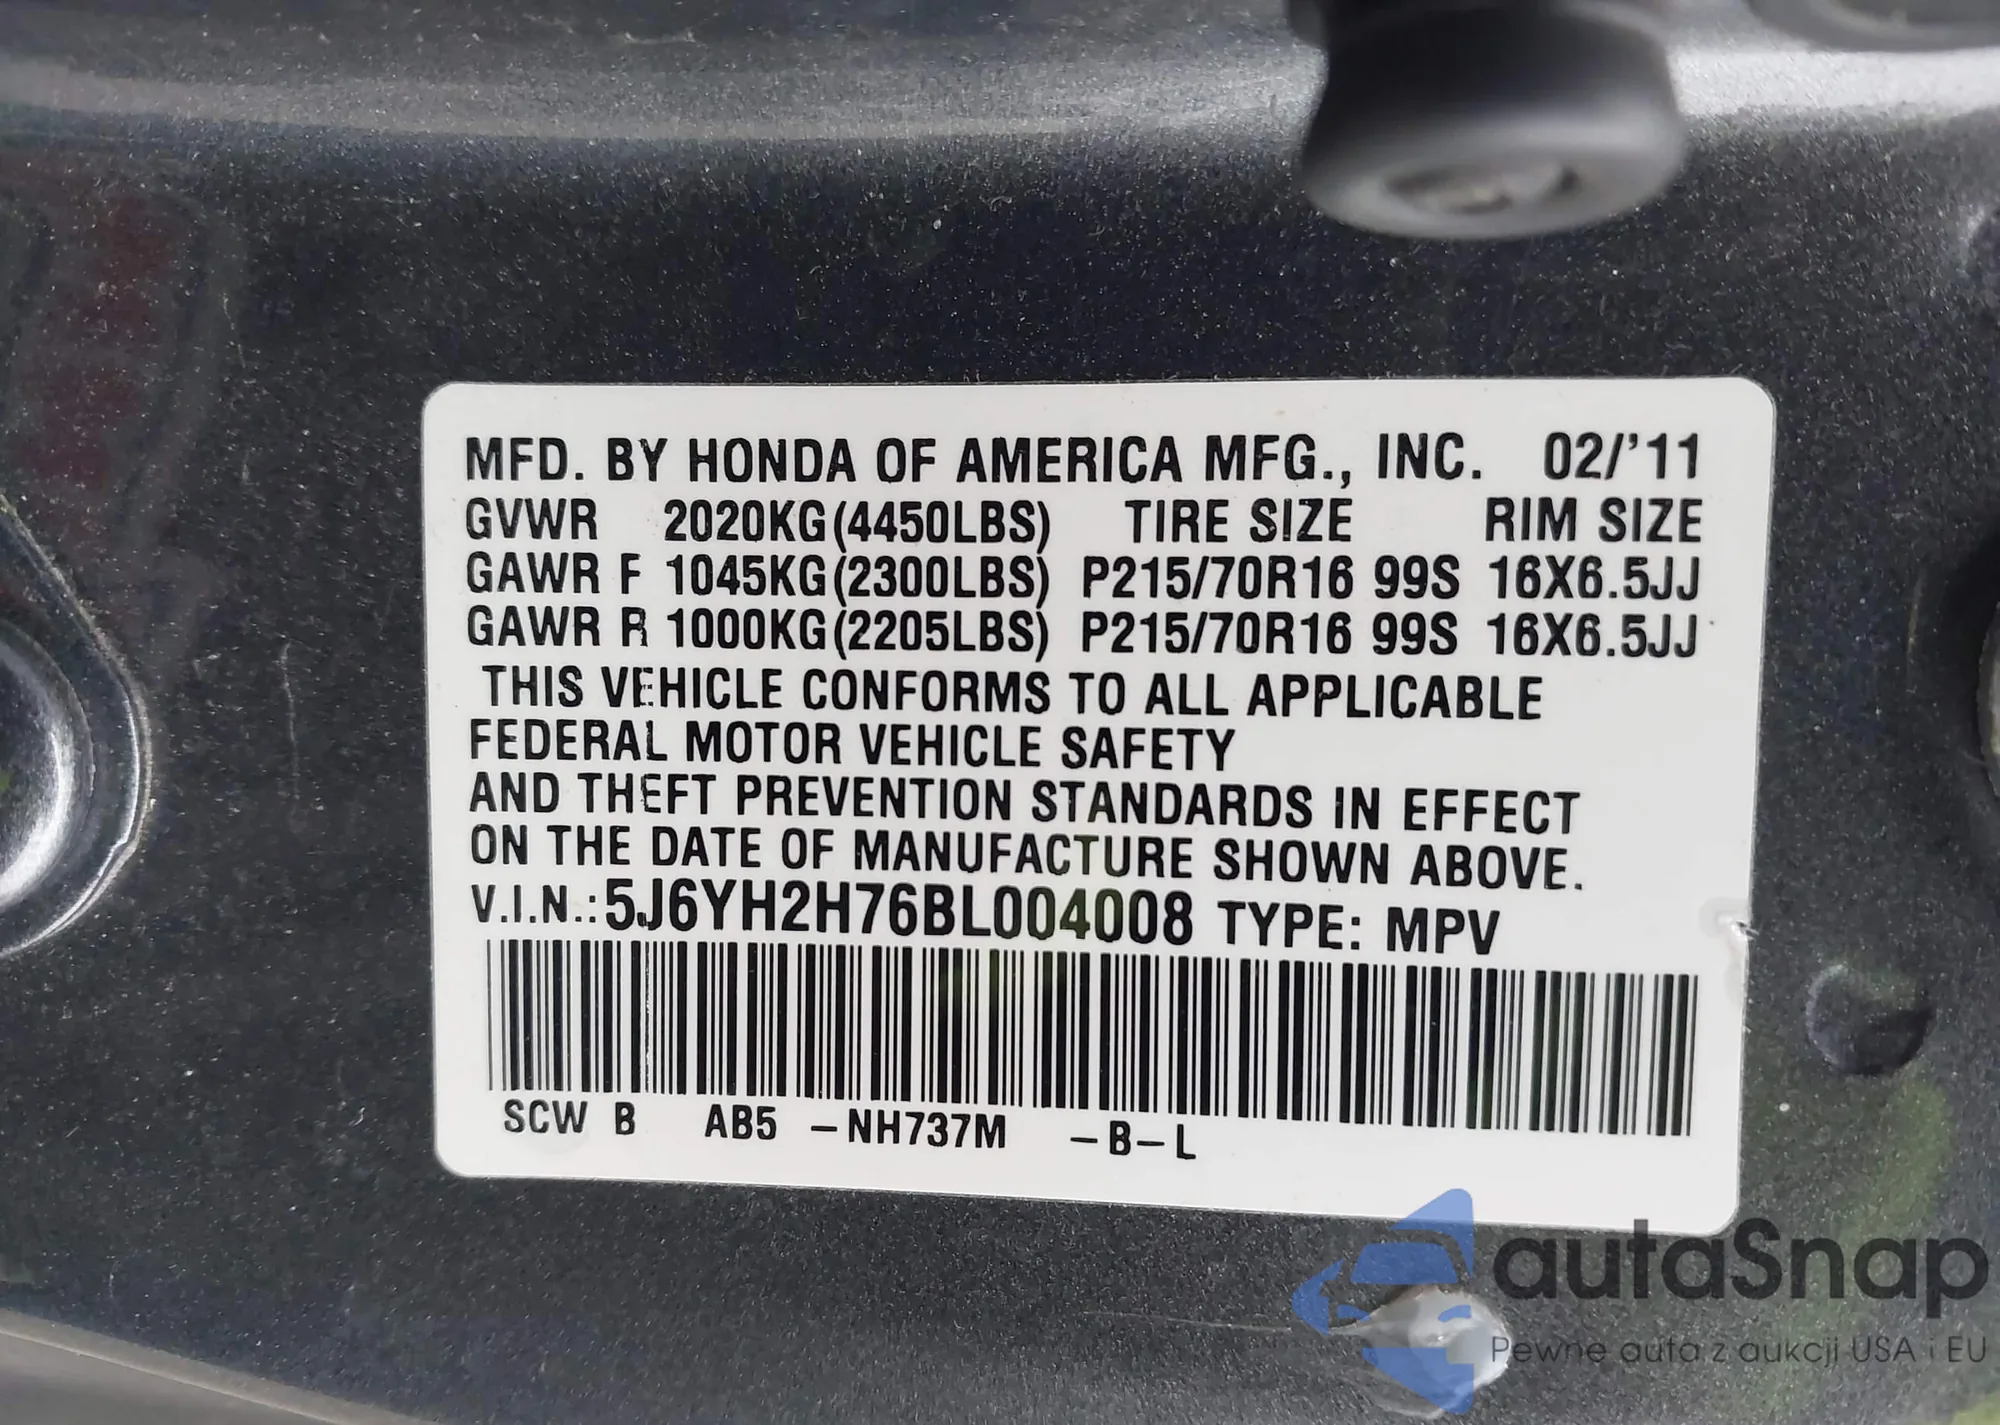 MFD. BY HONDA OF AMERICA MFG., INC. 02/'11
GVWR 2020KG(4450LBS) TIRE SIZE RIM SIZE
GAWR F 1045KG(2300LBS) P215/70R16 99S 16X6.5JJ
GAWR R 1000KG(2205LBS) P215/70R16 99S 16X6.5JJ
THIS VEHICLE CONFORMS TO ALL APPLICABLE
FEDERAL MOTOR VEHICLE SAFETY
AND THEFT PREVENTION STANDARDS IN EFFECT
ON THE DATE OF MANUFACTURE SHOWN ABOVE.
V.I.N.:5J6YH2H76BL004008 TYPE: MPV
SCW B AB5 -NH737M -B-L
autaSnap
Pewne auta z aukcji USA i EU